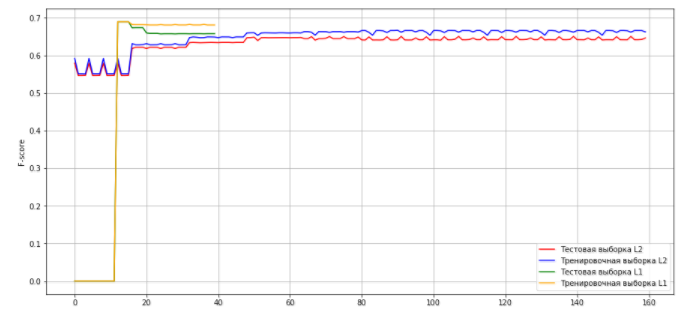 F-score
0.7
0.6
0.5
0.4
0.3
0.2
0.1
0.0
0 20 40 60 80 100 120 140 160
Тестовая выборка L2
Тренировочная выборка L2
Тестовая выборка L1
Тренировочная выборка L1